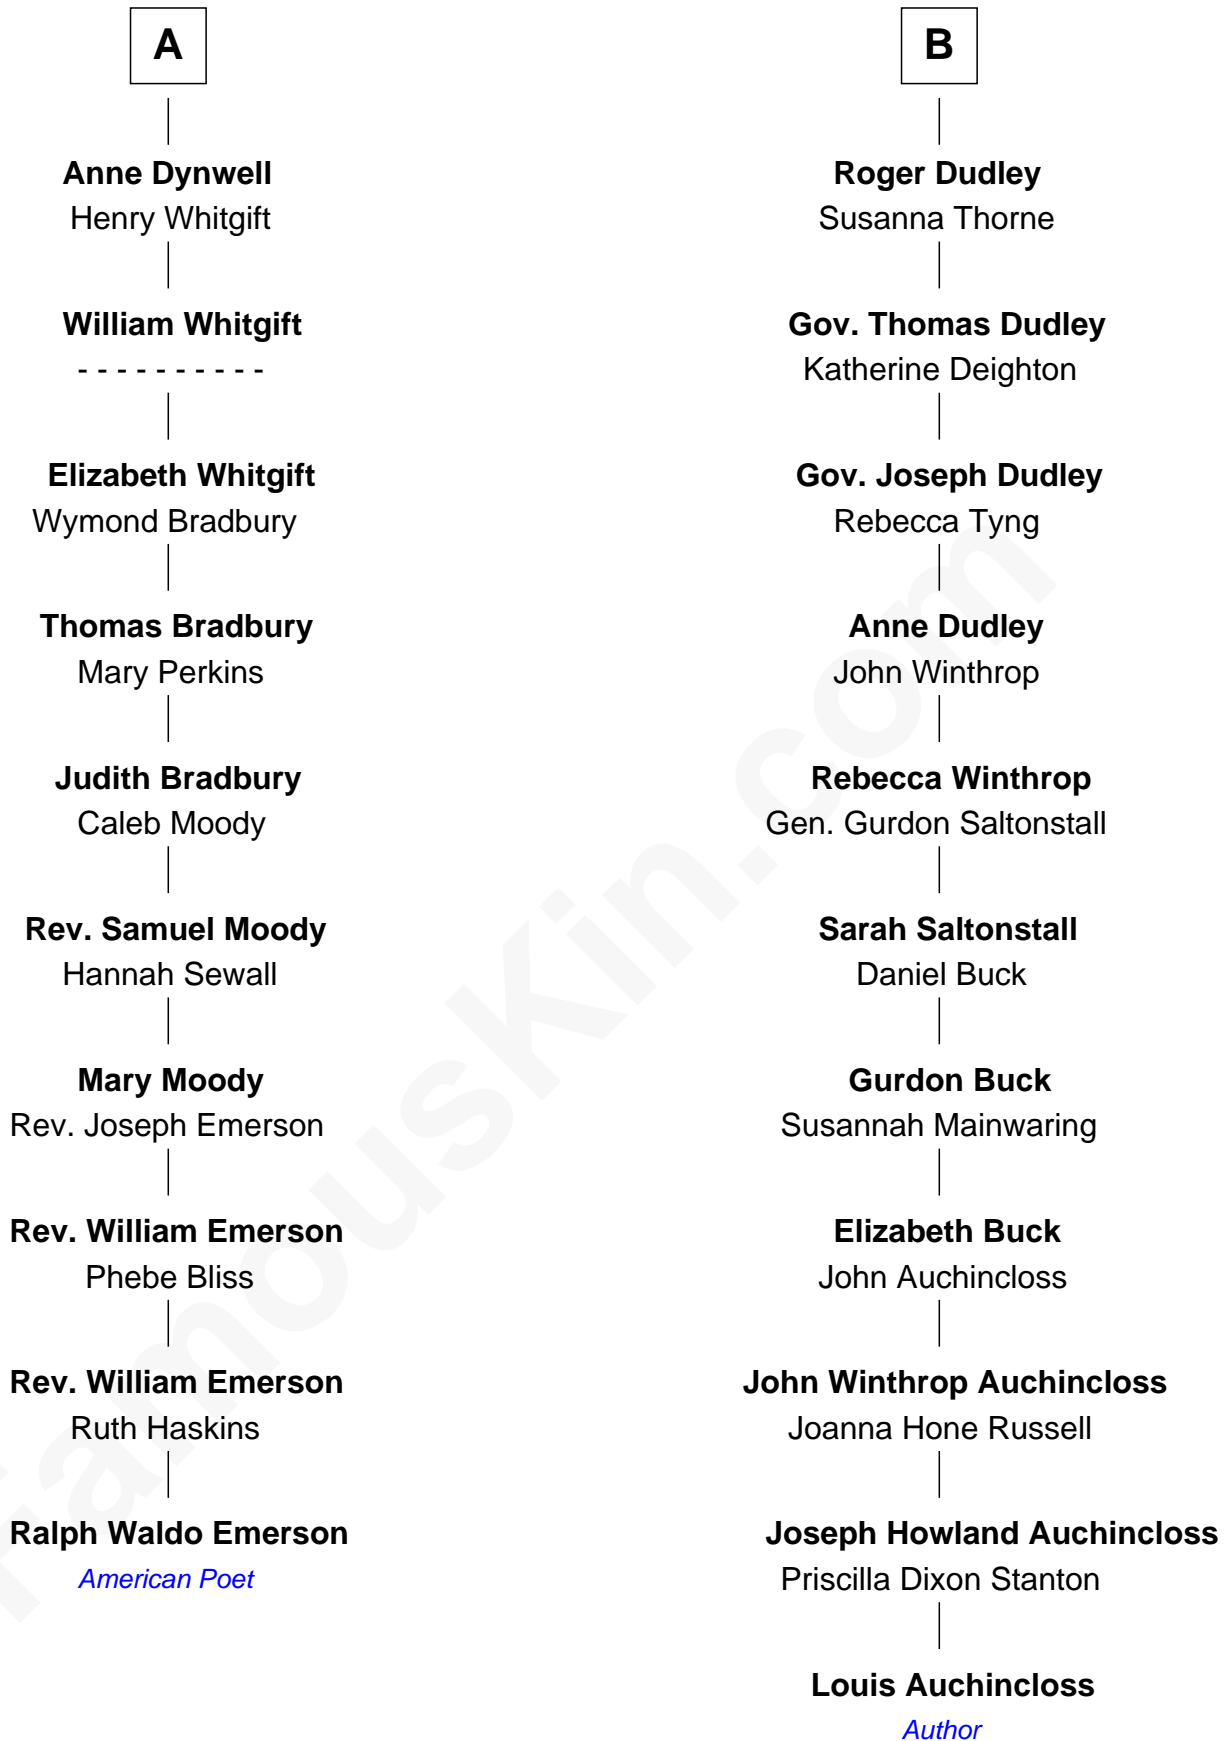 A
Anne Dynwell
Henry Whitgift
William Whitgift
- - - - - - - - - -
Elizabeth Whitgift
Wymond Bradbury
Thomas Bradbury
Mary Perkins
Judith Bradbury
Caleb Moody
Rev. Samuel Moody
Hannah Sewall
Mary Moody
Rev. Joseph Emerson
Rev. William Emerson
Phebe Bliss
Rev. William Emerson
Ruth Haskins
Ralph Waldo Emerson
American Poet
B
Roger Dudley
Susanna Thorne
Gov. Thomas Dudley
Katherine Deighton
Gov. Joseph Dudley
Rebecca Tyng
Anne Dudley
John Winthrop
Rebecca Winthrop
Gen. Gurdon Saltonstall
Sarah Saltonstall
Daniel Buck
Gurdon Buck
Susannah Mainwaring
Elizabeth Buck
John Auchincloss
John Winthrop Auchincloss
Joanna Hone Russell
Joseph Howland Auchincloss
Priscilla Dixon Stanton
Louis Auchincloss
Author
FamousKin.com